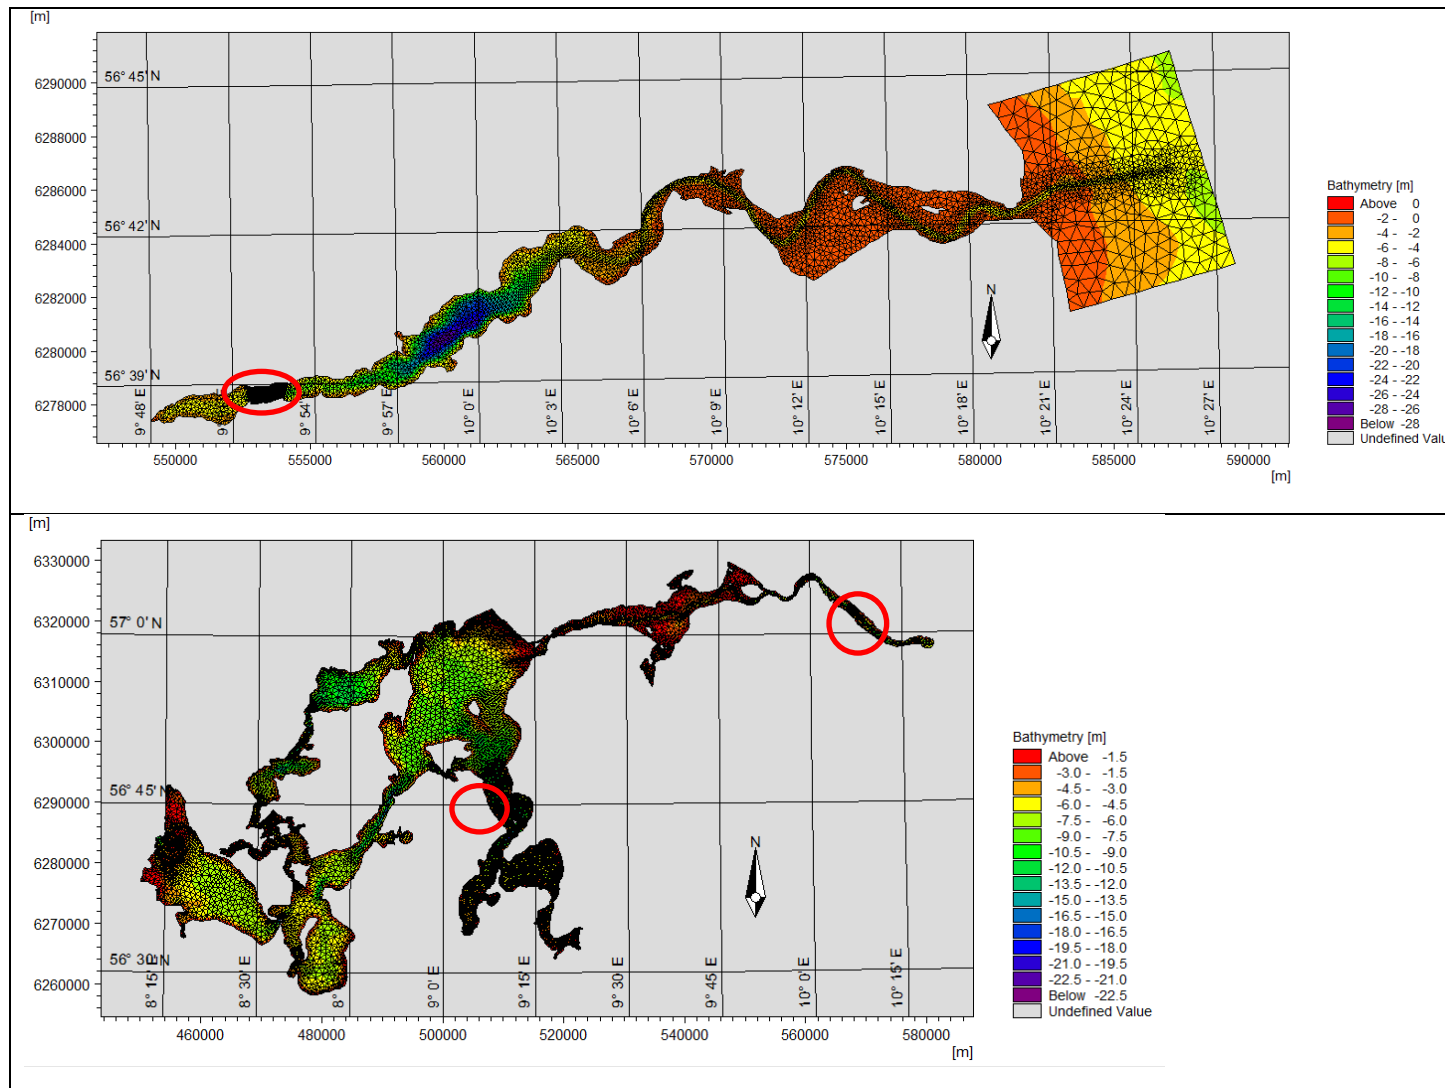 [m]
6290000
6288000
6286000
6284000
6282000
6280000
6278000
56° 45' N
56° 42' N
56° 39' N
N
9° 48' E
9° 54' E
9° 57' E
10° 0' E
10° 3' E
10° 6' E
10° 9' E
10° 12' E
10° 15' E
10° 18' E
10° 21' E
10° 24' E
10° 27' E
550000 555000 560000 565000 570000 575000 580000 585000 590000
[m]
Bathymetry [m]
Above 0
-2 - 0
-4 - -2
-6 - -4
-8 - -6
-10 - -8
-12 - -10
-14 - -12
-16 - -14
-18 - -16
-20 - -18
-22 - -20
-24 - -22
-26 - -24
-28 - -26
Below -28
Undefined Valu
[m]
6330000
6320000
6310000
6300000
6290000
6280000
6270000
6260000
57° 0' N
56° 45' N
56° 30' N
N
8° 15' E
8° 30' E
9° 0' E
9° 15' E
9° 30' E
9° 45' E
10° 0' E
10° 15' E
460000 480000 500000 520000 540000 560000 580000
[m]
Bathymetry [m]
Above -1.5
-3.0 - -1.5
-4.5 - -3.0
-6.0 - -4.5
-7.5 - -6.0
-9.0 - -7.5
-10.5 - -9.0
-12.0 - -10.5
-13.5 - -12.0
-15.0 - -13.5
-16.5 - -15.0
-18.0 - -16.5
-19.5 - -18.0
-21.0 - -19.5
-22.5 - -21.0
Below -22.5
Undefined Value